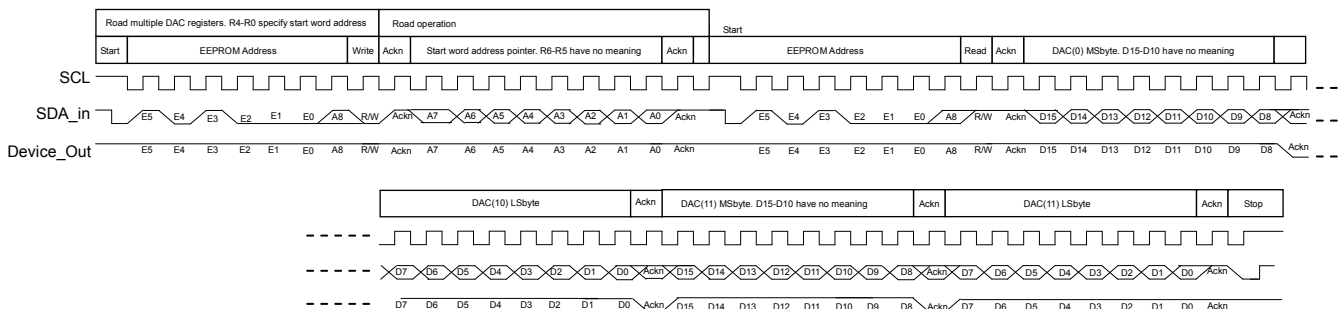 Road multiple DAC registers. R4-R0 specify start word address Road operation
Start
Start EEPROM Address Write Ackn Start word address pointer. R6-R5 have no meaning Ackn EEPROM Address Read Ackn DAC(0) MSbyte. D15-D10 have no meaning
SCL
SDA_in E5 E4 E3 E2 E1 E0 A8 R/W Ackn A7 A6 A5 A4 A3 A2 A1 A0 Ackn E5 E4 E3 E2 E1 E0 A8 R/W Ackn D15 D14 D13 D12 D11 D10 D9 D8 Ackn
Device_Out E5 E4 E3 E2 E1 E0 A8 R/W Ackn A7 A6 A5 A4 A3 A2 A1 A0 Ackn E5 E4 E3 E2 E1 E0 A8 R/W Ackn D15 D14 D13 D12 D11 D10 D9 D8 Ackn
DAC(10) LSbyte Ackn DAC(11) MSbyte. D15-D10 have no meaning Ackn DAC(11) LSbyte Ackn Stop
D7 D6 D5 D4 D3 D2 D1 D0 Ackn D15 D14 D13 D12 D11 D10 D9 D8 Ackn D7 D6 D5 D4 D3 D2 D1 D0 Ackn
D7 D6 D5 D4 D3 D2 D1 D0 Ackn D15 D14 D13 D12 D11 D10 D9 D8 Ackn D7 D6 D5 D4 D3 D2 D1 D0 Ackn